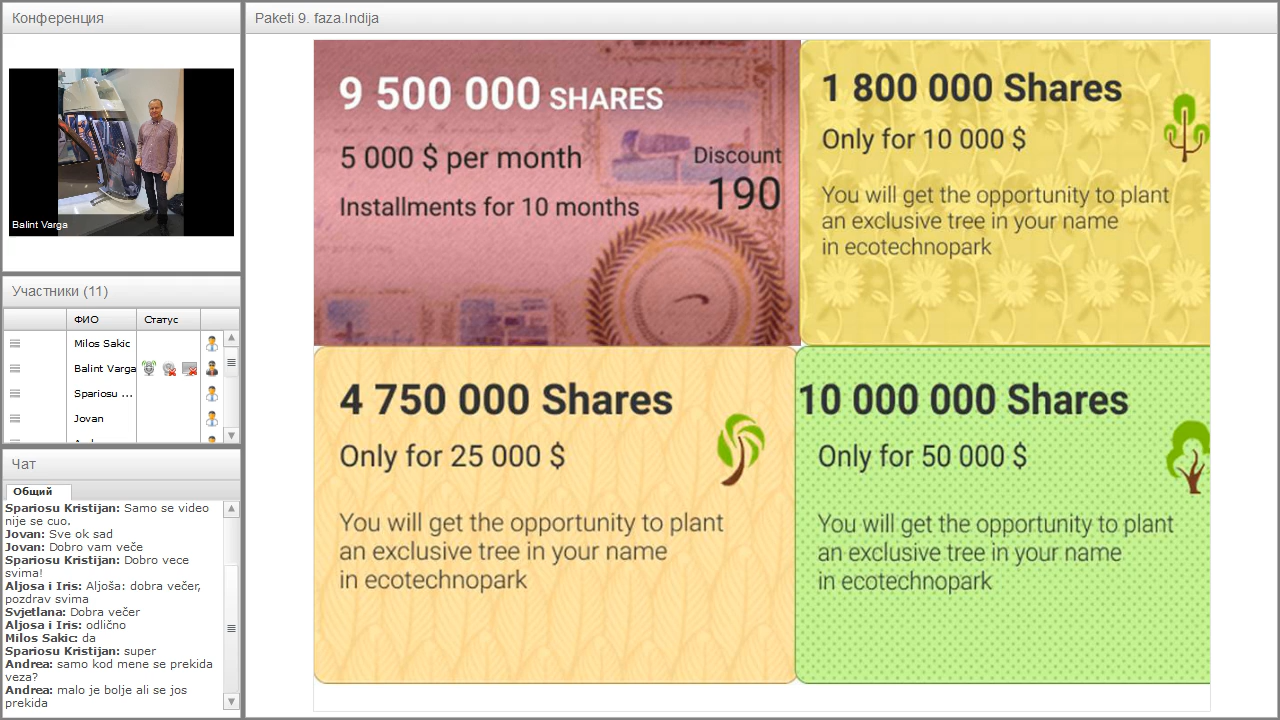 Конференция
Balint Varga
Участники (11)
ФИО Статус
Milos Sakic
Balint Varga
Spariosu ...
Jovan
Чат
Общий
Spariosu Kristijan: Samo se video
nije se cuo.
Jovan: Sve ok sad
Jovan: Dobro vam veče
Spariosu Kristijan: Dobro vece
svima!
Aljosa i Iris: Aljoša: dobra večer,
pozdrav svima
Svjetlana: Dobra večer
Aljosa i Iris: odlično
Milos Sakic: da
Spariosu Kristijan: super
Andrea: samo kod mene se prekida
veza?
Andrea: malo je bolje ali se jos
prekida
Paketi 9. faza.Indija
9 500 000 SHARES
5 000 $ per month
Installments for 10 months
Discount
190
1 800 000 Shares
Only for 10 000 $
You will get the opportunity to plant
an exclusive tree in your name
in ecotechnopark
4 750 000 Shares
Only for 25 000 $
You will get the opportunity to plant
an exclusive tree in your name
in ecotechnopark
10 000 000 Shares
Only for 50 000 $
You will get the opportunity to plant
an exclusive tree in your name
in ecotechnopark